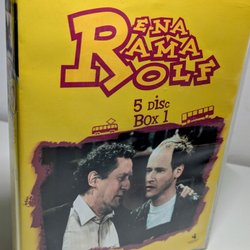 RENA
RAMA
ROLF
5 DISC
BOX 1